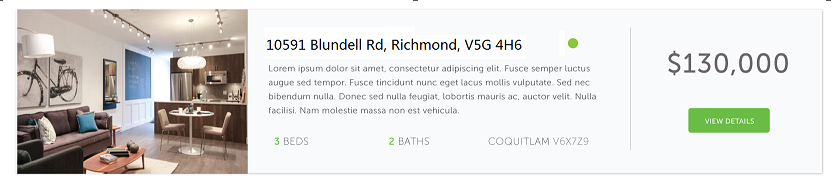 10591 Blundell Rd, Richmond, V5G 4H6
Lorem ipsum dolor sit amet, consectetur adipiscing elit. Fusce semper luctus
augue sed tempor. Fusce tincidunt nunc eget lacus mollis vulputate. Sed nec
bibendum nulla. Donec sed nulla feugiat, lobortis mauris ac, auctor velit. Nulla
facilisi. Nam molestie massa non est vehicula.
3 BEDS
2 BATHS
COQUITLAM V6X7Z9
$130,000
VIEW DETAILS